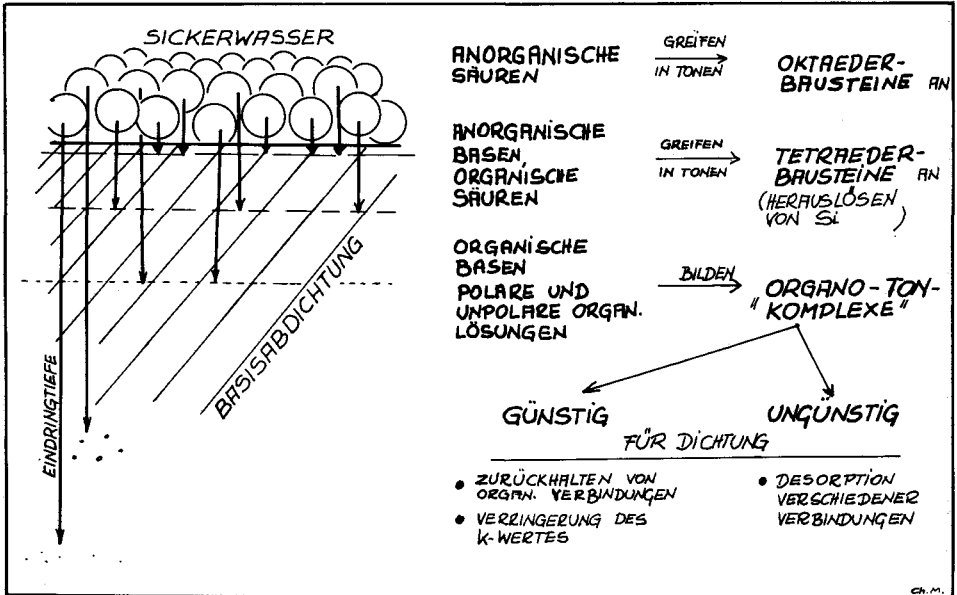 SICKERWASSER
EINDRINGTIEFE
BASISABDICHTUNG
ANORGANISCHE
SÄUREN
GREIFEN
IN TONEN
OKTAEDER-
BAUSTEINE AN
ANORGANISCHE
BASEN,
ORGANISCHE
SÄUREN
GREIFEN
IN TONEN
TETRAEDER-
BAUSTEINE AN
(HERAUSLÖSEN
VON Si )
ORGANISCHE
BASEN
POLARE UND
UNPOLARE ORGAN.
LÖSUNGEN
BILDEN
ORGANO-TON-
"KOMPLEXE"
GÜNSTIG
UNGÜNSTIG
FÜR DICHTUNG
• ZURÜCKHALTEN VON
ORGAN. VERBINDUNGEN
• VERRINGERUNG DES
K-WERTES
• DESORPTION
VERSCHIEDENER
VERBINDUNGEN
Ch.M.